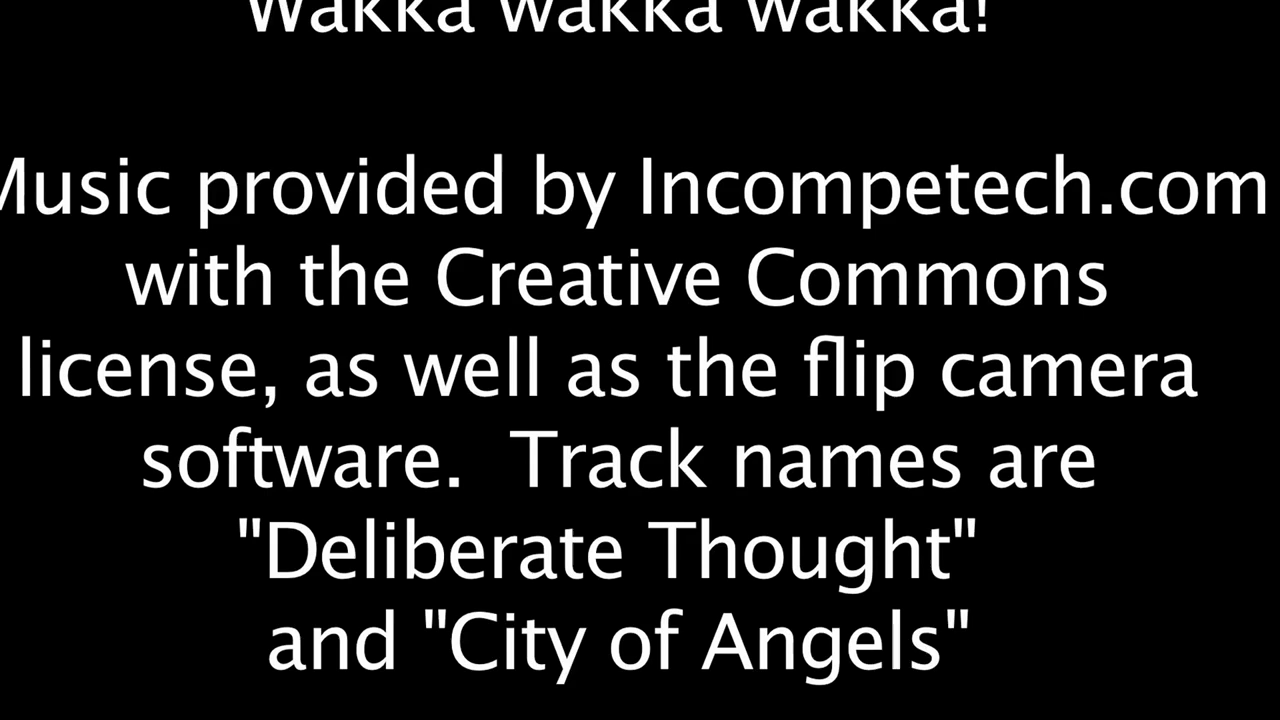 Wakka wakka wakka!
Music provided by Incompetech.com
with the Creative Commons
license, as well as the flip camera
software.  Track names are
"Deliberate Thought"
and "City of Angels"